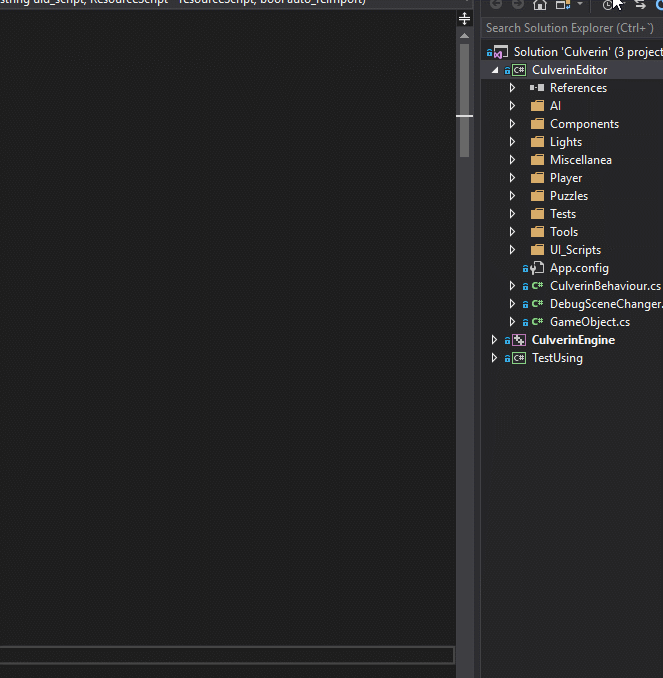 string uid_script, ResourceScript* resourceScript, bool auto_reimport)
Search Solution Explorer (Ctrl+`)
Solution 'Culverin' (3 project
C# CulverinEditor
References
AI
Components
Lights
Miscellanea
Player
Puzzles
Tests
Tools
UI_Scripts
App.config
C# CulverinBehaviour.cs
C# DebugSceneChanger.
C# GameObject.cs
CulverinEngine
C# TestUsing